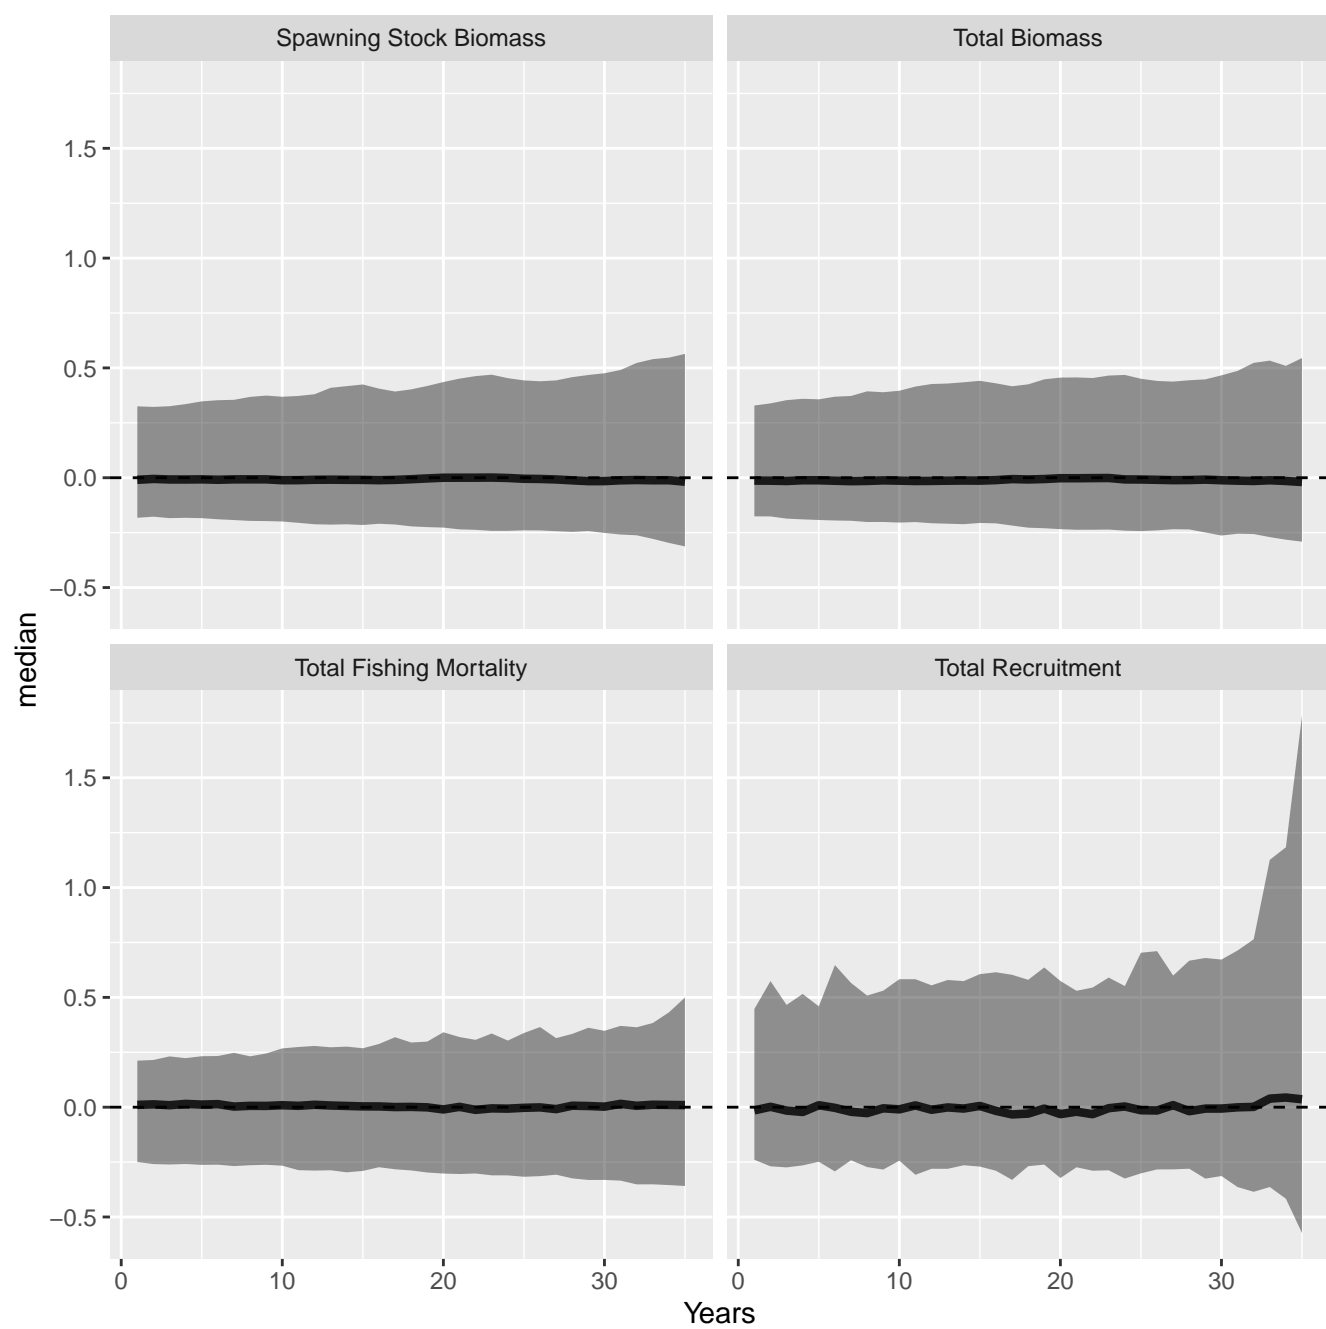 Spawning Stock Biomass
Total Biomass
1.5
1.0
0.5
0.0
−0.5
Total Fishing Mortality
Total Recruitment
1.5
1.0
0.5
0.0
−0.5
0 10 20 30
0 10 20 30
Years
median